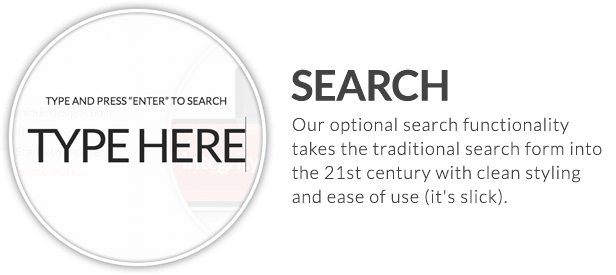 TYPE AND PRESS “ENTER” TO SEARCH
TYPE HERE
SEARCH
Our optional search functionality
takes the traditional search form into
the 21st century with clean styling
and ease of use (it's slick).